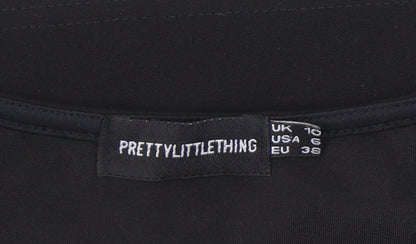 PRETTYLITTLETHING
UK 10
USA 6
EU 38